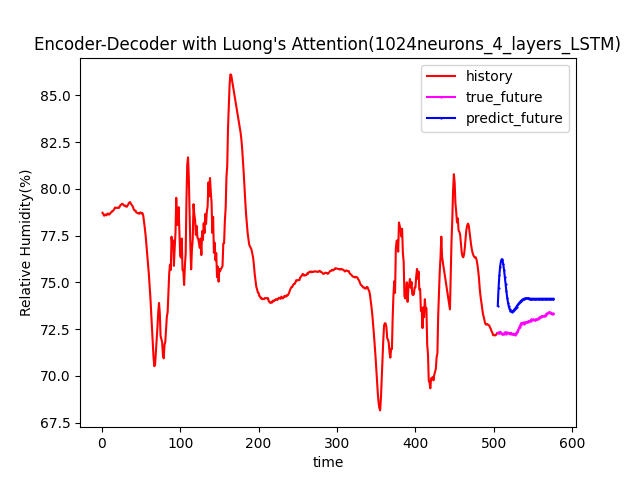 Encoder-Decoder with Luong's Attention(1024neurons_4_layers_LSTM)
history
true_future
predict_future
Relative Humidity(%)
85.0
82.5
80.0
77.5
75.0
72.5
70.0
67.5
0 100 200 300 400 500 600
time